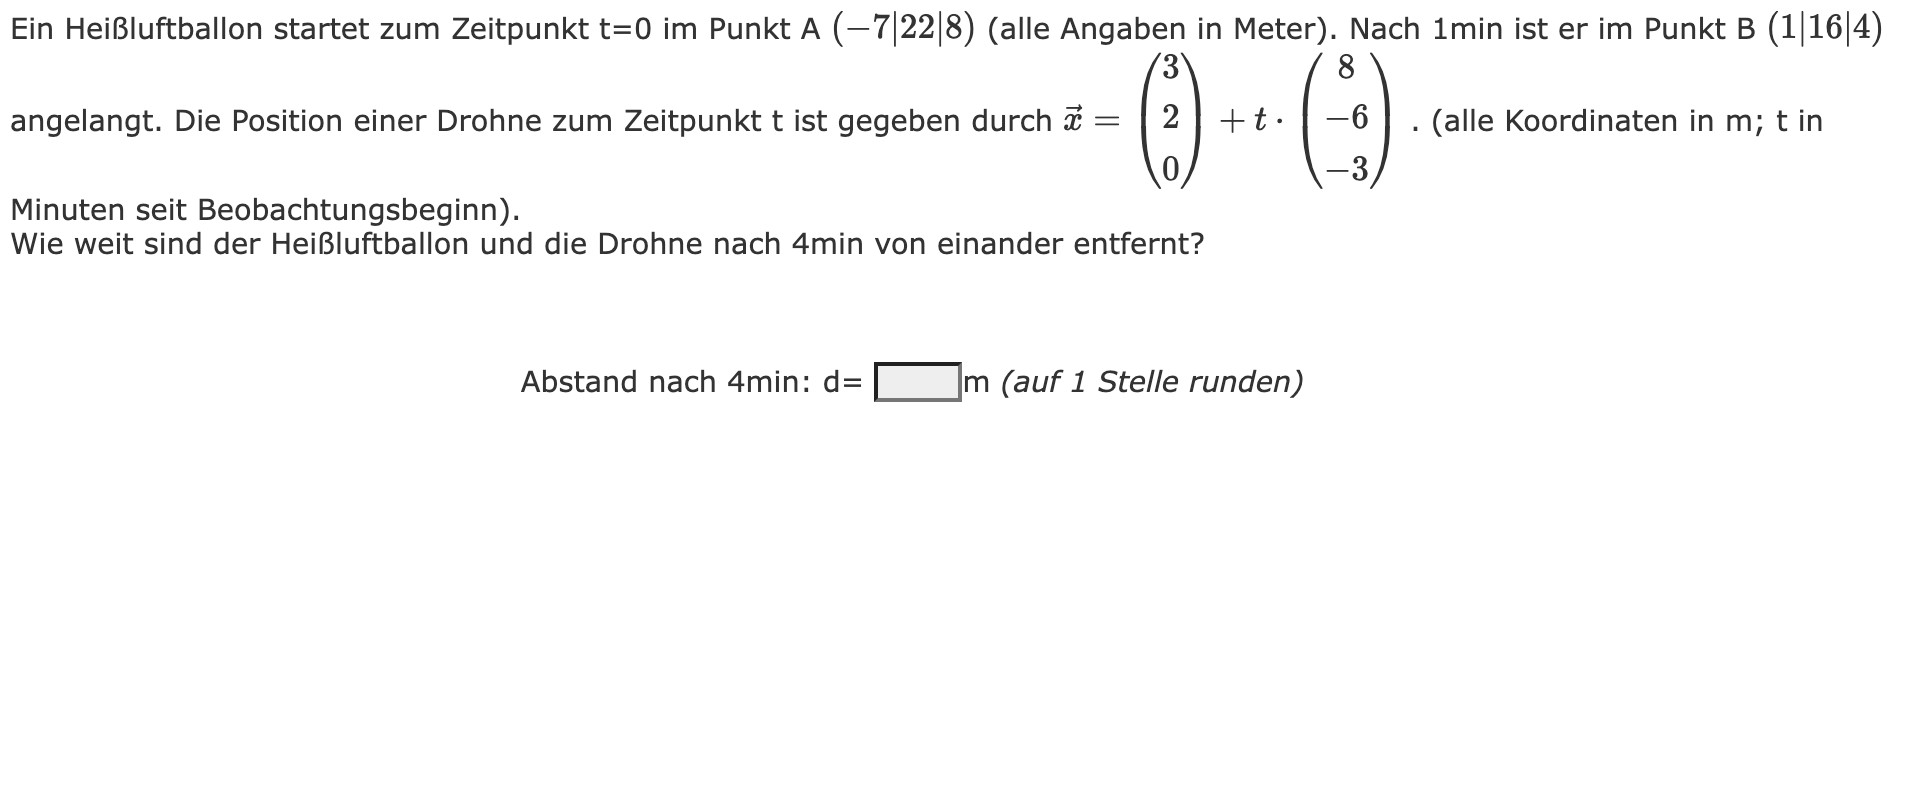 Ein Heißluftballon startet zum Zeitpunkt t=0 im Punkt A (−7|22|8) (alle Angaben in Meter). Nach 1min ist er im Punkt B (1|16|4)
angelangt. Die Position einer Drohne zum Zeitpunkt t ist gegeben durch $\vec{x} = \begin{pmatrix} 3 \\ 2 \\ 0 \end{pmatrix} + t \cdot \begin{pmatrix} 8 \\ -6 \\ -3 \end{pmatrix}$ . (alle Koordinaten in m; t in
Minuten seit Beobachtungsbeginn).
Wie weit sind der Heißluftballon und die Drohne nach 4min von einander entfernt?
Abstand nach 4min: d= m (auf 1 Stelle runden)